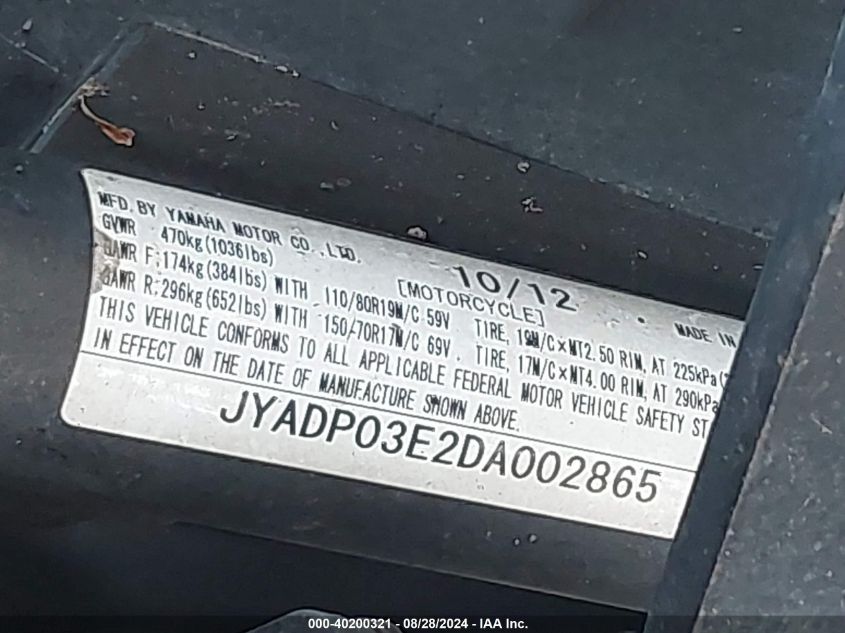 MFD. BY YAMAHA MOTOR CO.,LTD. 10/12
GVWR 470kg(1036lbs) [MOTORCYCLE] MADE IN
GAWR F:174kg(384lbs) WITH 110/80R19M/C 59V TIRE, 19M/C×MT2.50 RIM, AT 225kPa(
GAWR R:296kg(652lbs) WITH 150/70R17M/C 69V TIRE, 17M/C×MT4.00 RIM, AT 290kPa
THIS VEHICLE CONFORMS TO ALL APPLICABLE FEDERAL MOTOR VEHICLE SAFETY ST
IN EFFECT ON THE DATE OF MANUFACTURE SHOWN ABOVE.
JYADP03E2DA002865
000-40200321 - 08/28/2024 - IAA Inc.